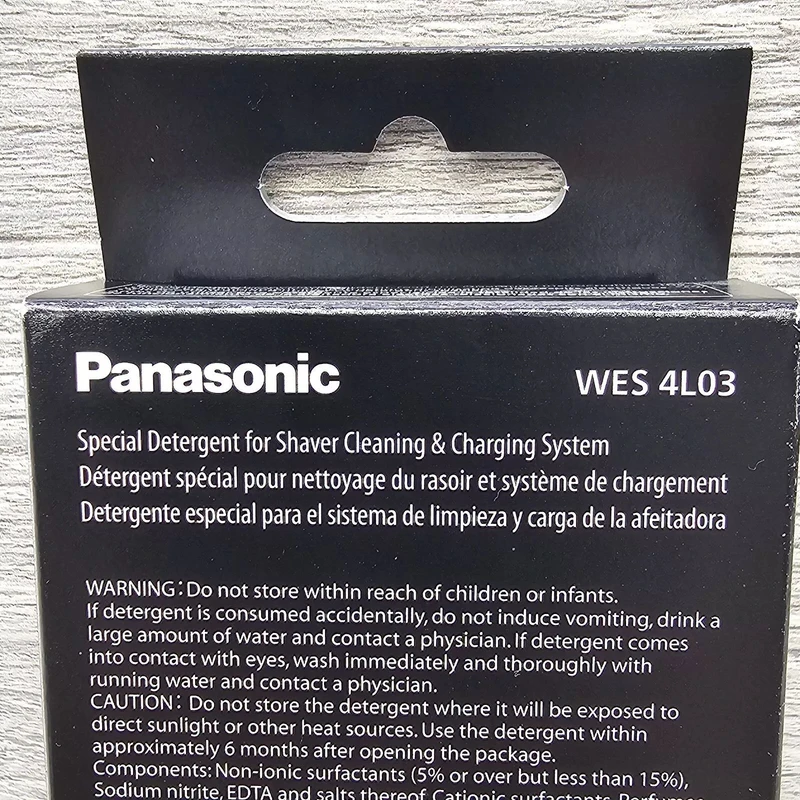 Panasonic
WES 4L03
Special Detergent for Shaver Cleaning & Charging System
Détergent spécial pour nettoyage du rasoir et système de chargement
Detergente especial para el sistema de limpieza y carga de la afeitadora
WARNING: Do not store within reach of children or infants.
If detergent is consumed accidentally, do not induce vomiting, drink a
large amount of water and contact a physician. If detergent comes
into contact with eyes, wash immediately and thoroughly with
running water and contact a physician.
CAUTION: Do not store the detergent where it will be exposed to
direct sunlight or other heat sources. Use the detergent within
approximately 6 months after opening the package.
Components: Non-ionic surfactants (5% or over but less than 15%),
Sodium nitrite, EDTA and salts thereof, Cationic surfactants,